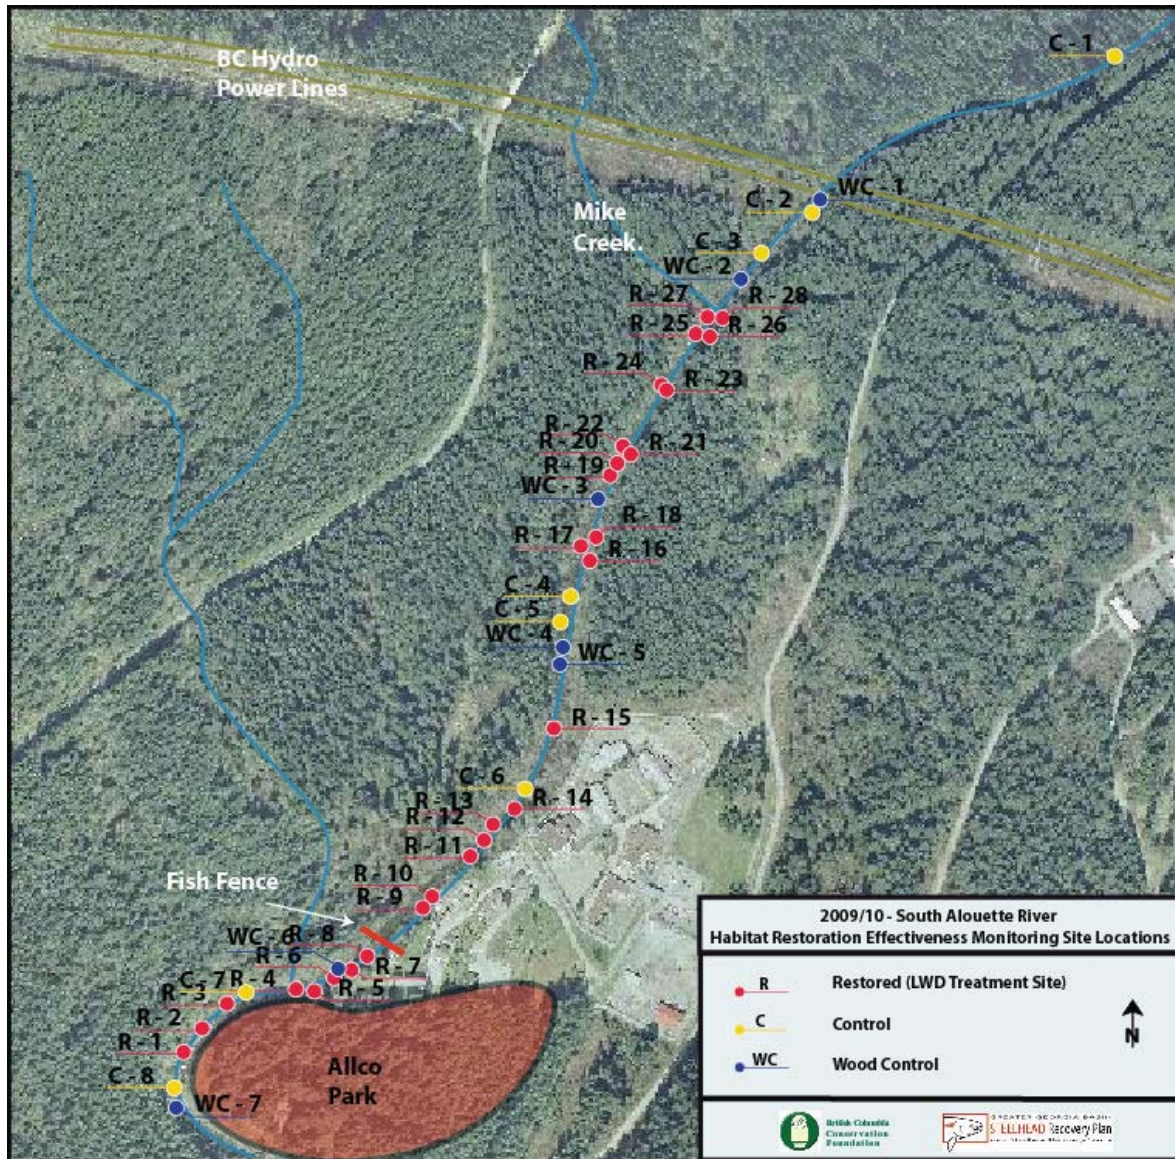 C - 1
BC Hydro
Power Lines
WC - 1
C - 2
Mike
Creek.
C - 3
WC - 2
R - 27
R - 28
R - 25
R - 26
R - 24
R - 23
R - 22
R - 20
R - 21
R - 19
WC - 3
R - 18
R - 17
R - 16
C - 4
C - 5
WC - 4
WC - 5
R - 15
C - 6
R - 14
R - 13
R - 12
R - 11
R - 10
R - 9
Fish Fence
R - 8
WC - 6
R - 6
R - 7
C - 7
R - 4
R - 5
R - 3
R - 2
R - 1
C - 8
WC - 7
Allco
Park
2009/10 - South Alouette River
Habitat Restoration Effectiveness Monitoring Site Locations
R Restored (LWD Treatment Site)
C Control
WC Wood Control
N
British Columbia
Conservation
Foundation
GREATER GEORGIA BASIN
STEELHEAD Recovery Plan